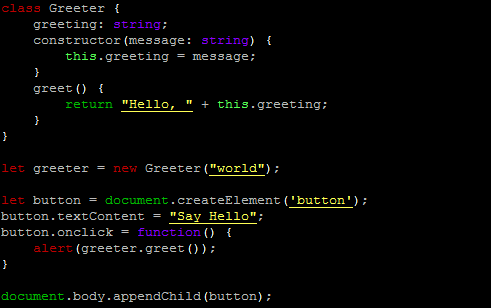 class Greeter {
    greeting: string;
    constructor(message: string) {
        this.greeting = message;
    }
    greet() {
        return "Hello, " + this.greeting;
    }
}

let greeter = new Greeter("world");

let button = document.createElement('button');
button.textContent = "Say Hello";
button.onclick = function() {
    alert(greeter.greet());
}

document.body.appendChild(button);